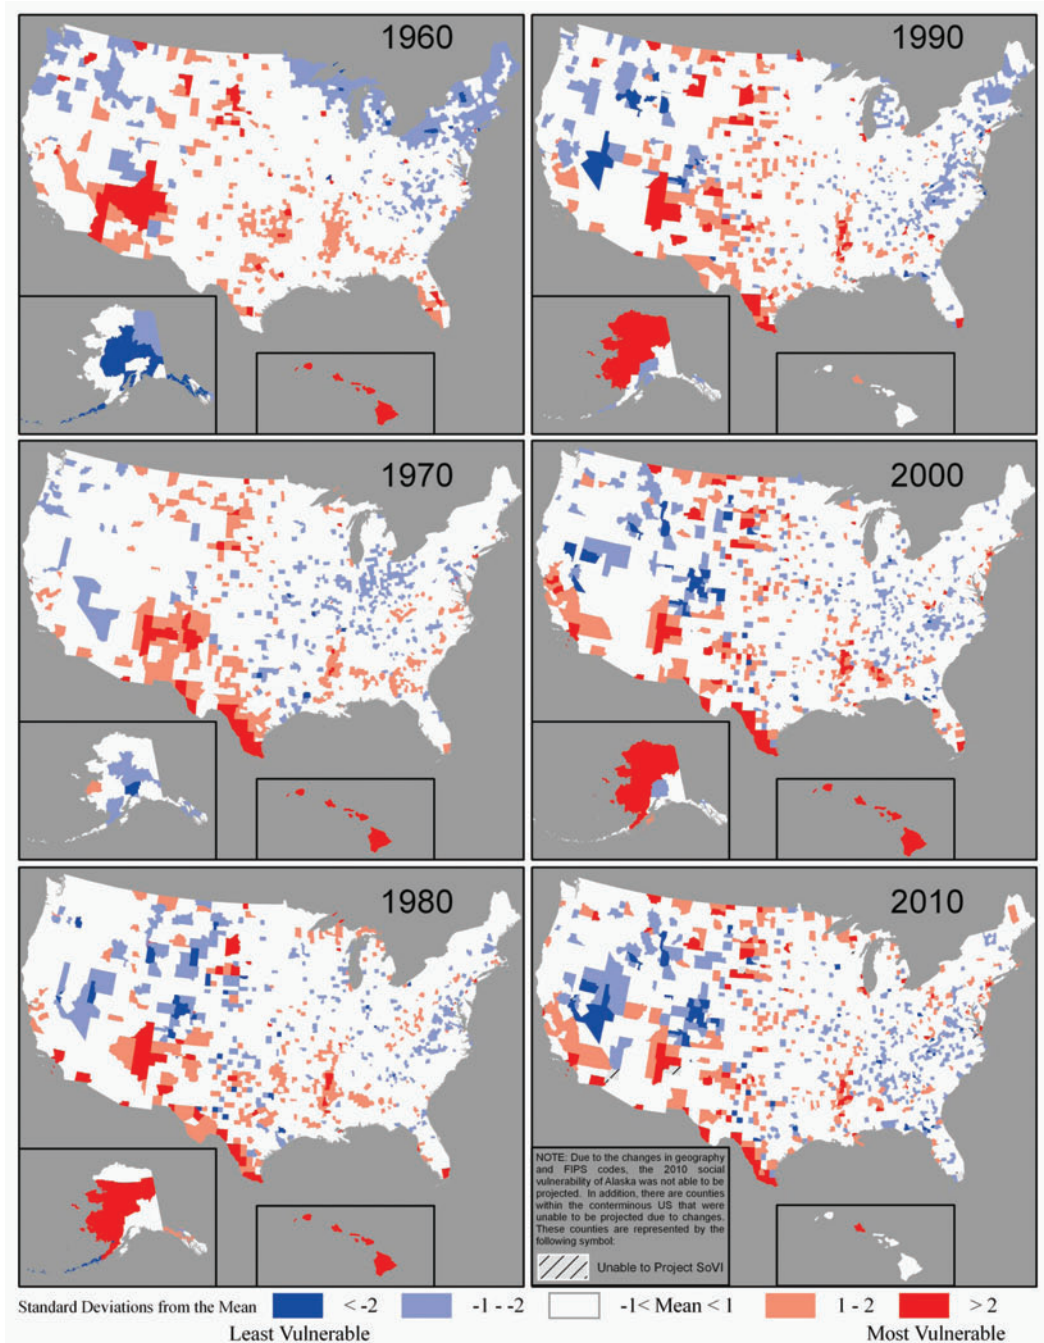 1960
1990
1970
2000
1980
2010
NOTE: Due to the changes in geography
and FIPS codes, the 2010 social
vulnerability of Alaska was not able to be
projected. In addition, there are counties
within the conterminous US that were
unable to be projected due to changes.
These counties are represented by the
following symbol:
Unable to Project SoVI
Standard Deviations from the Mean < -2 -1 - -2 -1< Mean < 1 1 - 2 > 2
Least Vulnerable Most Vulnerable